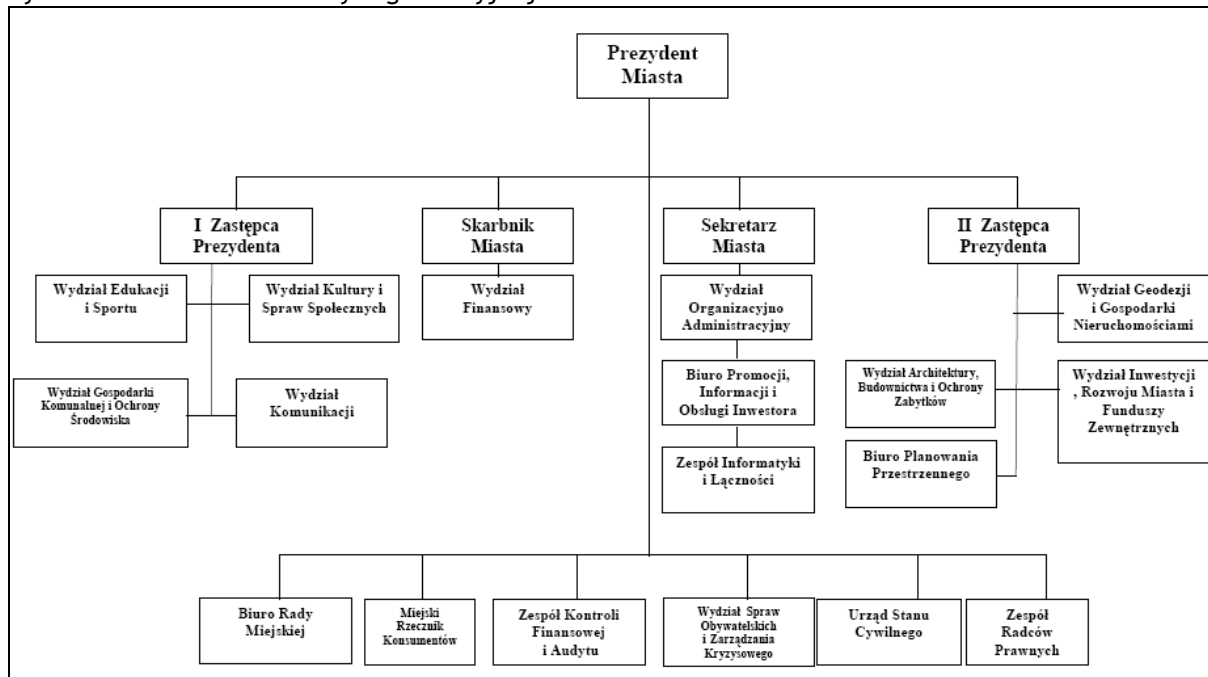 Prezydent
Miasta
I Zastępca
Prezydenta
Skarbnik
Miasta
Sekretarz
Miasta
II Zastępca
Prezydenta
Wydział Edukacji
i Sportu
Wydział Kultury i
Spraw Społecznych
Wydział
Finansowy
Wydział
Organizacyjno
Administracyjny
Wydział Geodezji
i Gospodarki
Nieruchomościami
Wydział Gospodarki
Komunalnej i Ochrony
Środowiska
Wydział
Komunikacji
Biuro Promocji,
Informacji i
Obsługi Inwestora
Wydział Architektury,
Budownictwa i Ochrony
Zabytków
Wydział Inwestycji
, Rozwoju Miasta i
Funduszy
Zewnętrznych
Zespół Informatyki
i Łączności
Biuro Planowania
Przestrzennego
Biuro Rady
Miejskiej
Miejski
Rzecznik
Konsumentów
Zespół Kontroli
Finansowej
i Audytu
Wydział Spraw
Obywatelskich
i Zarządzania
Kryzysowego
Urząd Stanu
Cywilnego
Zespół
Radców
Prawnych